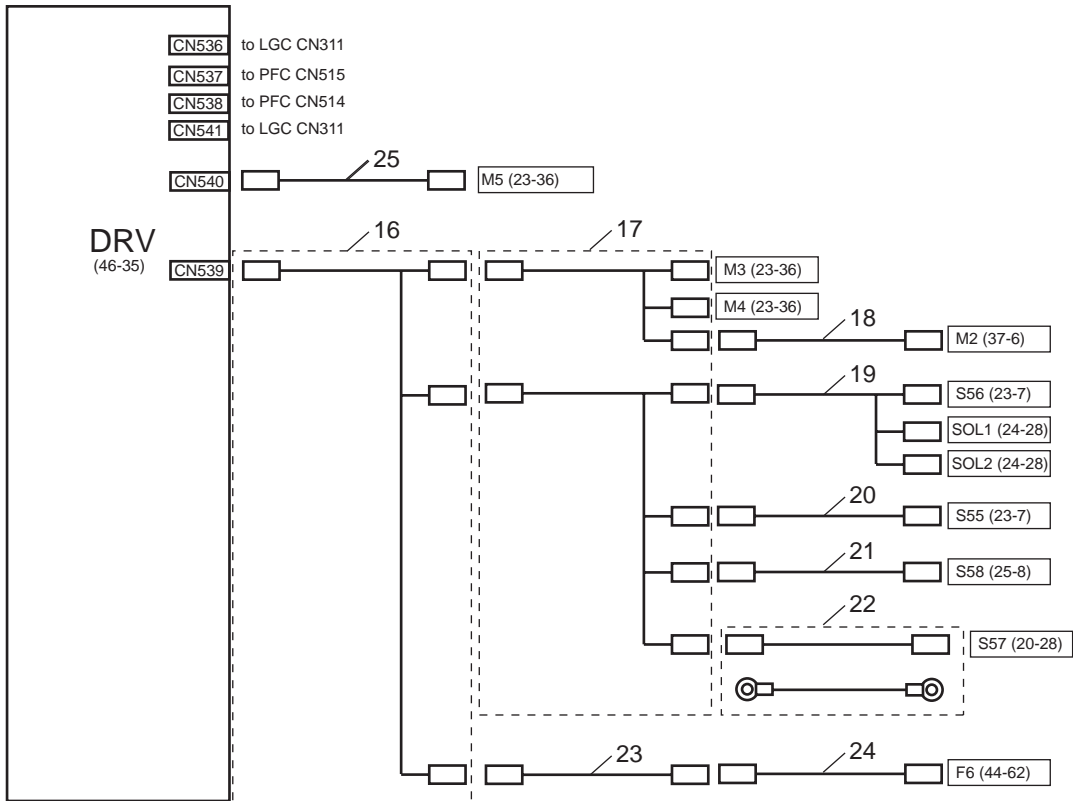 CN536 to LGC CN311
CN537 to PFC CN515
CN538 to PFC CN514
CN541 to LGC CN311
25
CN540 M5 (23-36)
DRV
(46-35)
16
17
CN539 M3 (23-36)
M4 (23-36)
18
M2 (37-6)
19
S56 (23-7)
SOL1 (24-28)
SOL2 (24-28)
20
S55 (23-7)
21
S58 (25-8)
22
S57 (20-28)
23
24
F6 (44-62)